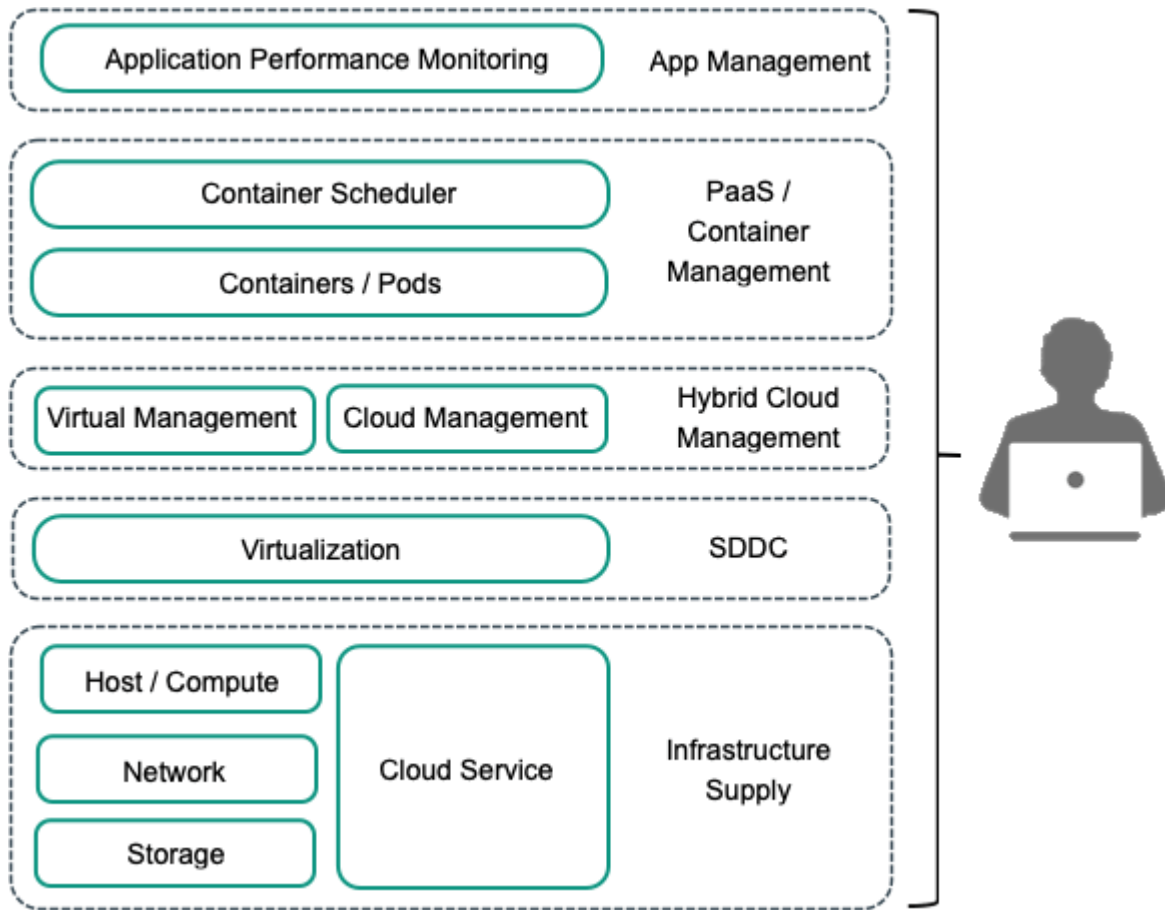 Application Performance Monitoring
App Management
Container Scheduler
Containers / Pods
PaaS /
Container
Management
Virtual Management
Cloud Management
Hybrid Cloud
Management
Virtualization
SDDC
Host / Compute
Network
Storage
Cloud Service
Infrastructure
Supply